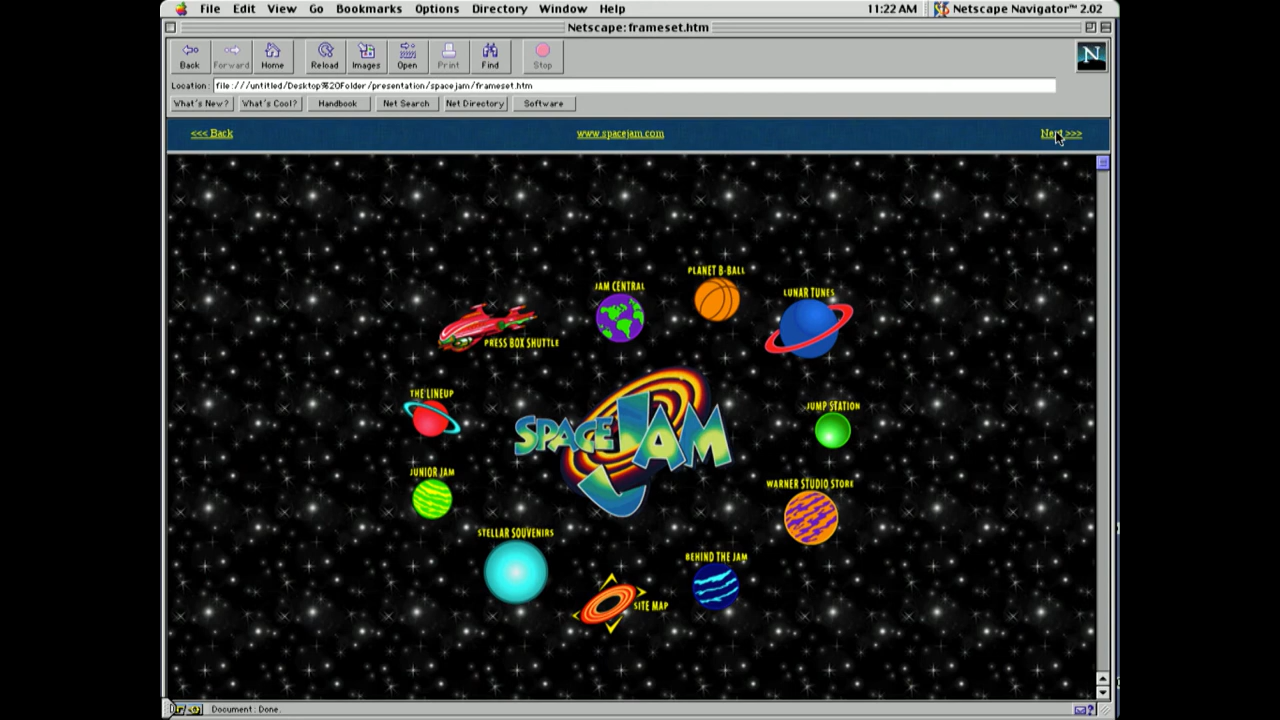 File Edit View Go Bookmarks Options Directory Window Help 11:22 AM Netscape Navigator™ 2.02
Netscape: frameset.htm
Back Forward Home Reload Images Open Print Find Stop
N
Location: file:///untitled/Desktop%20Folder/presentation/spacejam/frameset.htm
What's New? What's Cool? Handbook Net Search Net Directory Software
<<< Back www.spacejam.com Next >>>
PLANET B-BALL
JAM CENTRAL
LUNAR TUNES
PRESS BOX SHUTTLE
THE LINEUP
JUMP STATION
SPACE JAM
JUNIOR JAM
WARNER STUDIO STORE
STELLAR SOUVENIRS
BEHIND THE JAM
SITE MAP
Document: Done.